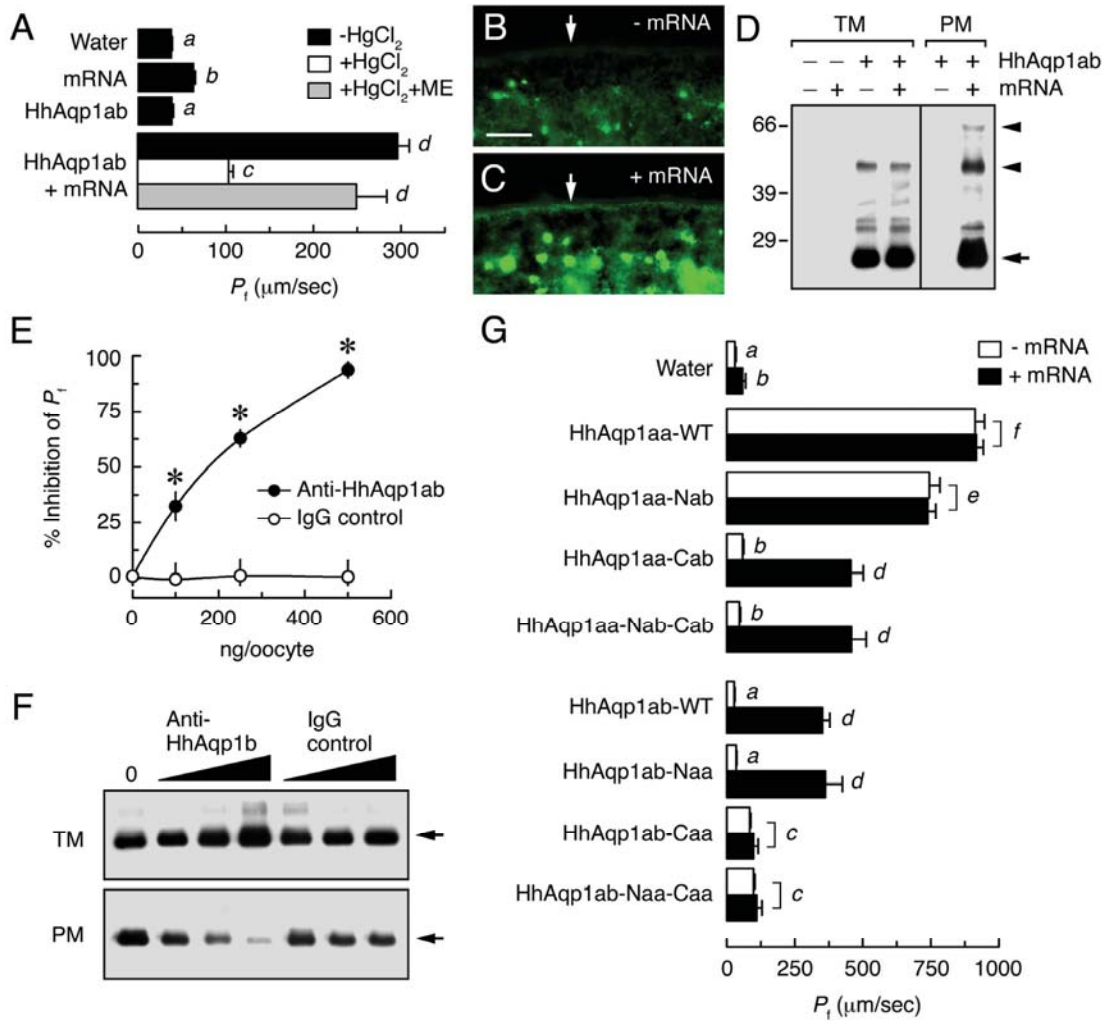 A
Water
a
mRNA
b
HhAqp1ab
a
HhAqp1ab
+ mRNA
d
c
d
-HgCl2
+HgCl2
+HgCl2+ME
0 100 200 300
Pf (μm/sec)
B
- mRNA
C
+ mRNA
D
TM PM
– – + + + + HhAqp1ab
– + – + – + mRNA
66
39
29
E
% Inhibition of Pf
100
75
50
25
0
* * *
Anti-HhAqp1ab
IgG control
0 200 400 600
ng/oocyte
F
0
Anti-
HhAqp1b
IgG
control
TM
PM
G
- mRNA
+ mRNA
Water
a
b
HhAqp1aa-WT
f
HhAqp1aa-Nab
e
HhAqp1aa-Cab
b
d
HhAqp1aa-Nab-Cab
b
d
HhAqp1ab-WT
a
d
HhAqp1ab-Naa
a
d
HhAqp1ab-Caa
c
HhAqp1ab-Naa-Caa
c
0 250 500 750 1000
Pf (μm/sec)